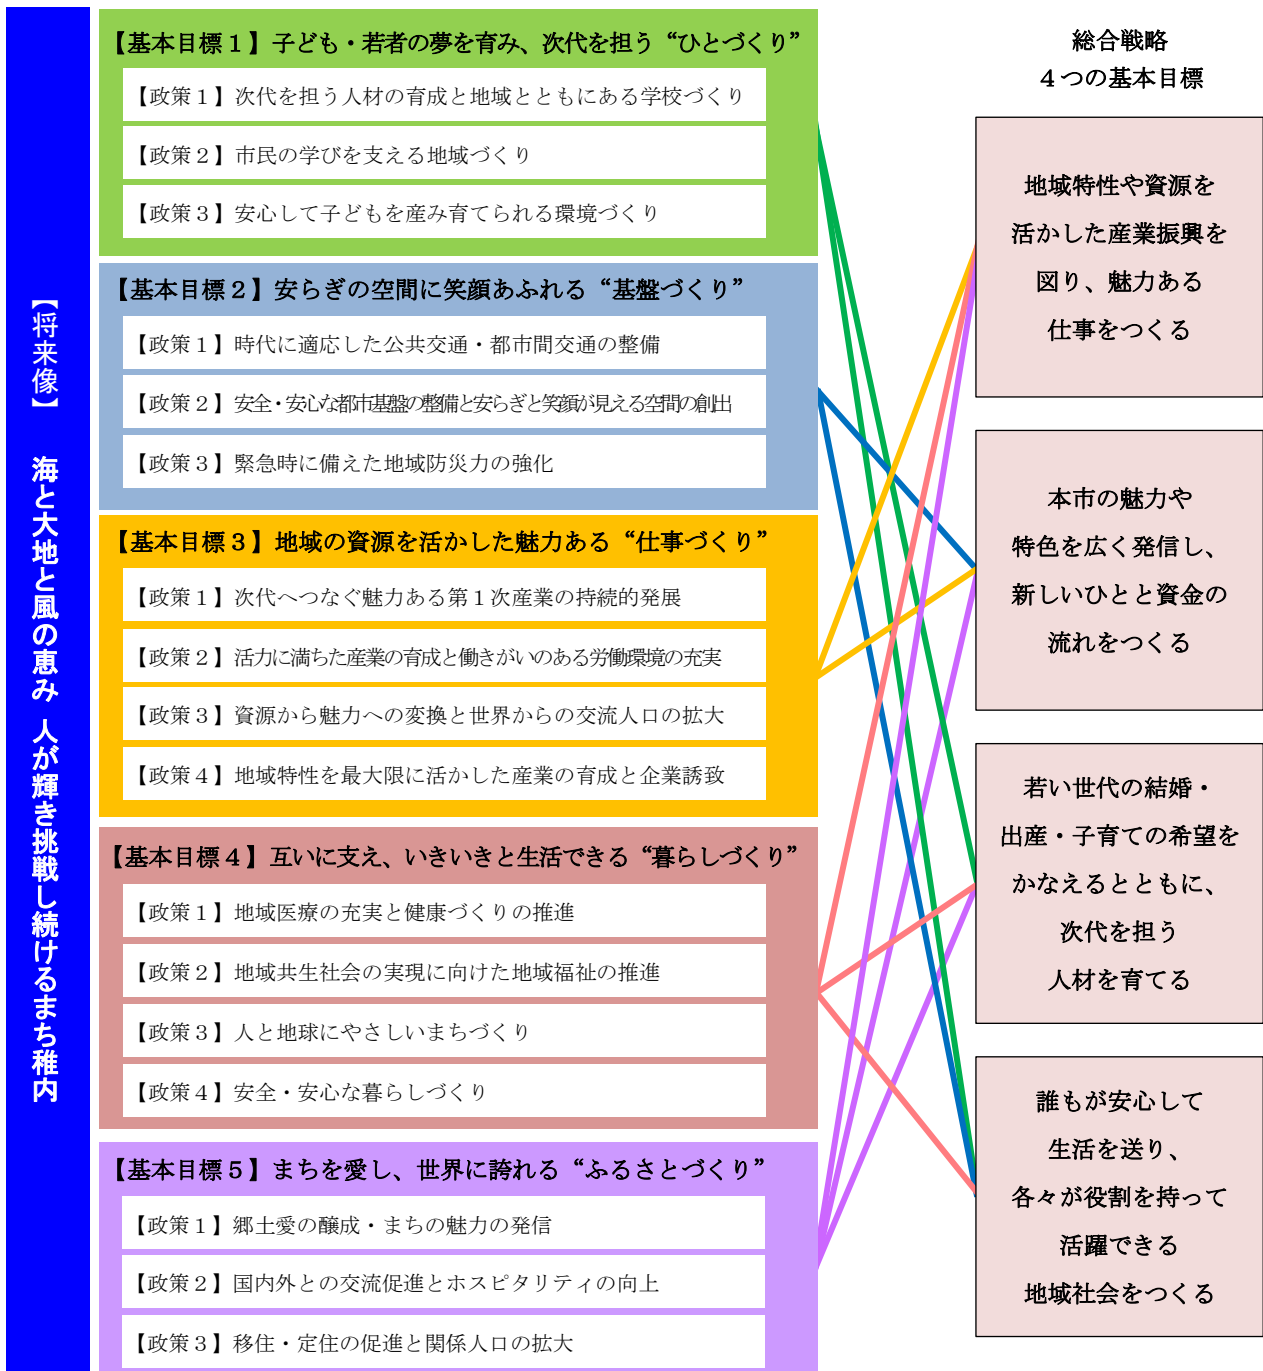 【将来像】 海と大地と風の恵み 人が輝き挑戦し続けるまち稚内
【基本目標１】子ども・若者の夢を育み、次代を担う“ひとづくり”
【政策１】次代を担う人材の育成と地域とともにある学校づくり
【政策２】市民の学びを支える地域づくり
【政策３】安心して子どもを産み育てられる環境づくり
【基本目標２】安らぎの空間に笑顔あふれる“基盤づくり”
【政策１】時代に適応した公共交通・都市間交通の整備
【政策２】安全・安心な都市基盤の整備と安らぎと笑顔が見える空間の創出
【政策３】緊急時に備えた地域防災力の強化
【基本目標３】地域の資源を活かした魅力ある“仕事づくり”
【政策１】次代へつなぐ魅力ある第１次産業の持続的発展
【政策２】活力に満ちた産業の育成と働きがいのある労働環境の充実
【政策３】資源から魅力への変換と世界からの交流人口の拡大
【政策４】地域特性を最大限に活かした産業の育成と企業誘致
【基本目標４】互いに支え、いきいきと生活できる“暮らしづくり”
【政策１】地域医療の充実と健康づくりの推進
【政策２】地域共生社会の実現に向けた地域福祉の推進
【政策３】人と地球にやさしいまちづくり
【政策４】安全・安心な暮らしづくり
【基本目標５】まちを愛し、世界に誇れる“ふるさとづくり”
【政策１】郷土愛の醸成・まちの魅力の発信
【政策２】国内外との交流促進とホスピタリティの向上
【政策３】移住・定住の促進と関係人口の拡大
総合戦略
４つの基本目標
地域特性や資源を
活かした産業振興を
図り、魅力ある
仕事をつくる
本市の魅力や
特色を広く発信し、
新しいひとと資金の
流れをつくる
若い世代の結婚・
出産・子育ての希望を
かなえるとともに、
次代を担う
人材を育てる
誰もが安心して
生活を送り、
各々が役割を持って
活躍できる
地域社会をつくる